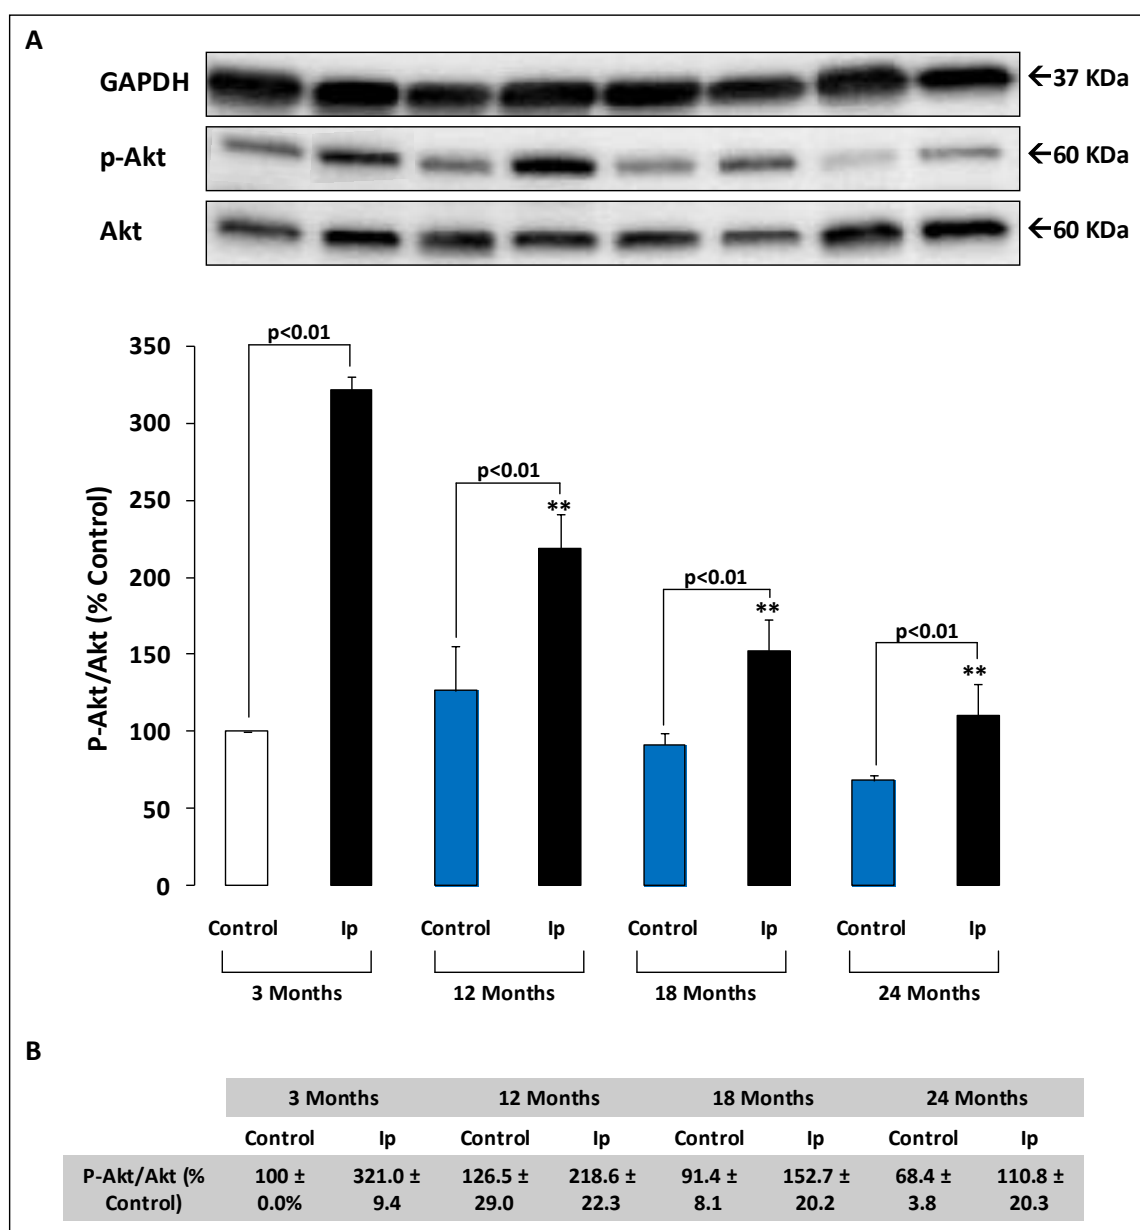 A
GAPDH
←37 KDa
p-Akt
←60 KDa
Akt
←60 KDa
P-Akt/Akt (% Control)
350
300
250
200
150
100
50
0
p<0.01
p<0.01
**
p<0.01
**
p<0.01
**
Control Ip Control Ip Control Ip Control Ip
3 Months 12 Months 18 Months 24 Months
B
3 Months 12 Months 18 Months 24 Months
Control Ip Control Ip Control Ip Control Ip
P-Akt/Akt (% 100 ± 321.0 ± 126.5 ± 218.6 ± 91.4 ± 152.7 ± 68.4 ± 110.8 ±
Control) 0.0% 9.4 29.0 22.3 8.1 20.2 3.8 20.3